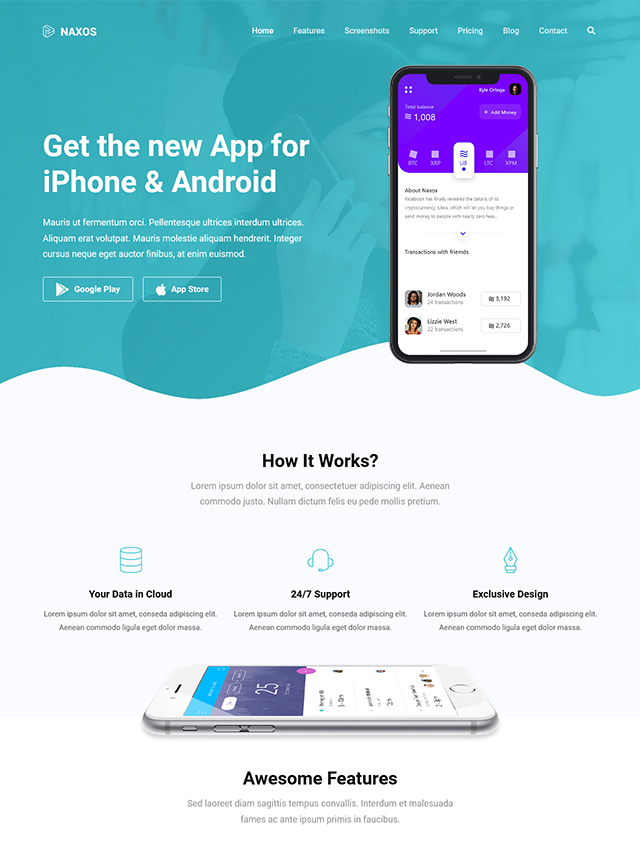 NAXOS
Home Features Screenshots Support Pricing Blog Contact
Kyle Ortega
Total balance
1,008
+ Add Money
BTC XRP LIB LTC XPM
Get the new App for
iPhone & Android
Mauris ut fermentum orci. Pellentesque ultrices interdum ultrices.
Aliquam erat volutpat. Mauris molestie aliquam hendrerit. Integer
cursus neque eget auctor finibus, at enim euismod.
Google Play
App Store
About Naxos
Facebook has finally revealed the details of its
cryptocurrency, Libea, which will let you buy things or
send money to people with nearly zero fees...
Transactions with friends
Jordan Woods
24 transactions
3,192
Lizzie West
22 transactions
2,726
How It Works?
Lorem ipsum dolor sit amet, consectetuer adipiscing elit. Aenean
commodo justo. Nullam dictum felis eu pede mollis pretium.
Your Data in Cloud
Lorem ipsum dolor sit amet, conseda adipiscing elit.
Aenean commodo ligula eget dolor massa.
24/7 Support
Lorem ipsum dolor sit amet, conseda adipiscing elit.
Aenean commodo ligula eget dolor massa.
Exclusive Design
Lorem ipsum dolor sit amet, conseda adipiscing elit.
Aenean commodo ligula eget dolor massa.
25
Awesome Features
Sed laoreet diam sagittis tempus convallis. Interdum et malesuada
fames ac ante ipsum primis in faucibus.